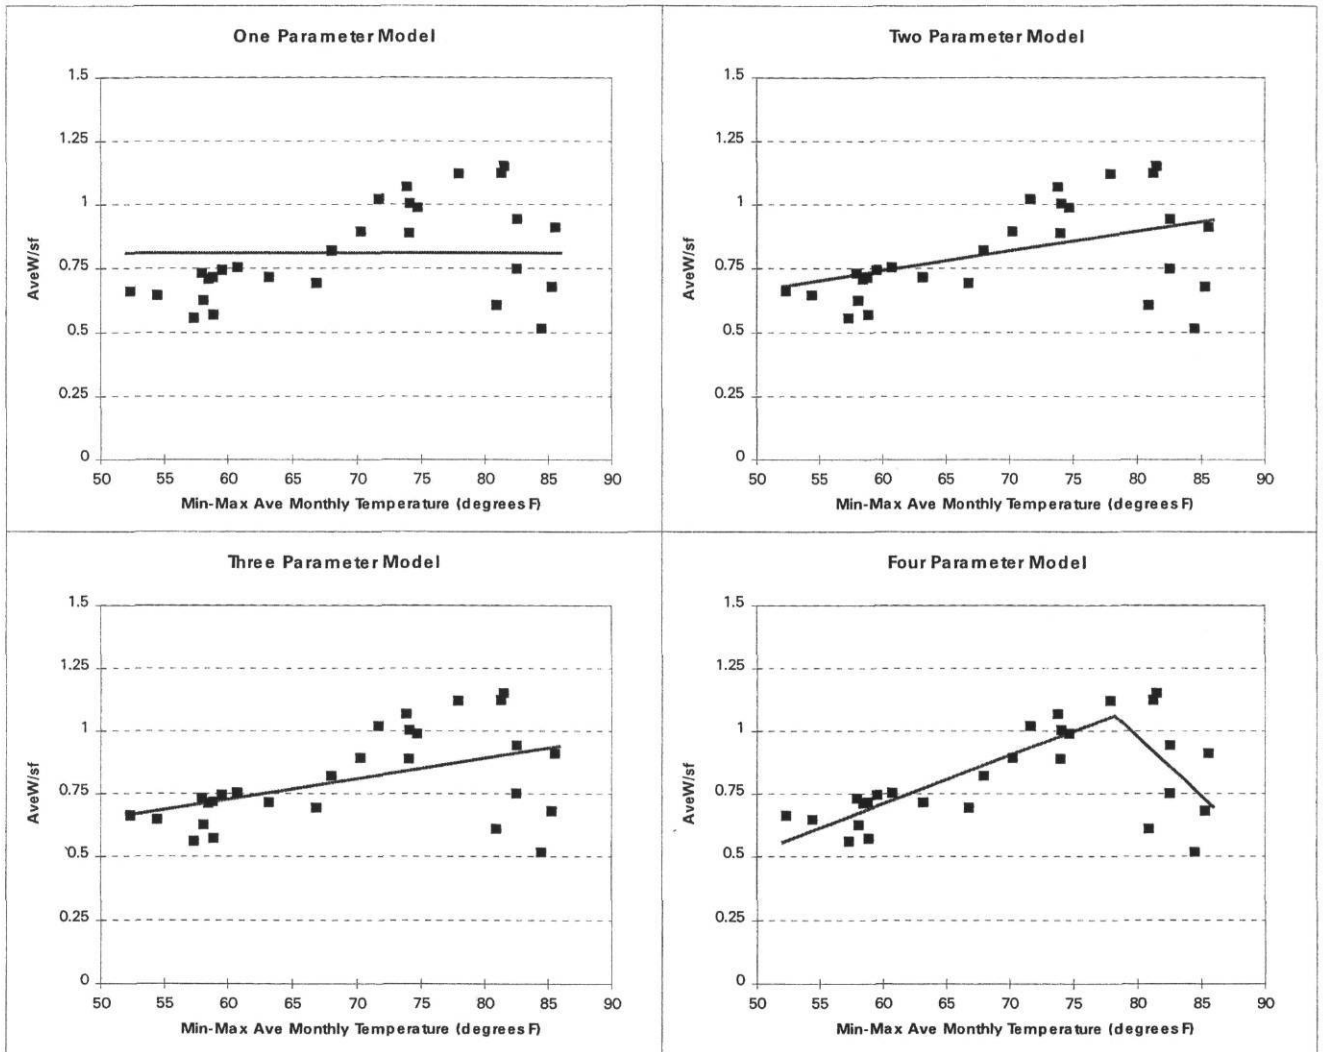 One Parameter Model
1.5
1.25
1
0.75
0.5
0.25
0
AveW/sf
50 55 60 65 70 75 80 85 90
Min-Max Ave Monthly Temperature (degrees F)
Two Parameter Model
1.5
1.25
1
0.75
0.5
0.25
0
AveW/sf
50 55 60 65 70 75 80 85 90
Min-Max Ave Monthly Temperature (degrees F)
Three Parameter Model
1.5
1.25
1
0.75
0.5
0.25
0
AveW/sf
50 55 60 65 70 75 80 85 90
Min-Max Ave Monthly Temperature (degrees F)
Four Parameter Model
1.5
1.25
1
0.75
0.5
0.25
0
AveW/sf
50 55 60 65 70 75 80 85 90
Min-Max Ave Monthly Temperature (degrees F)